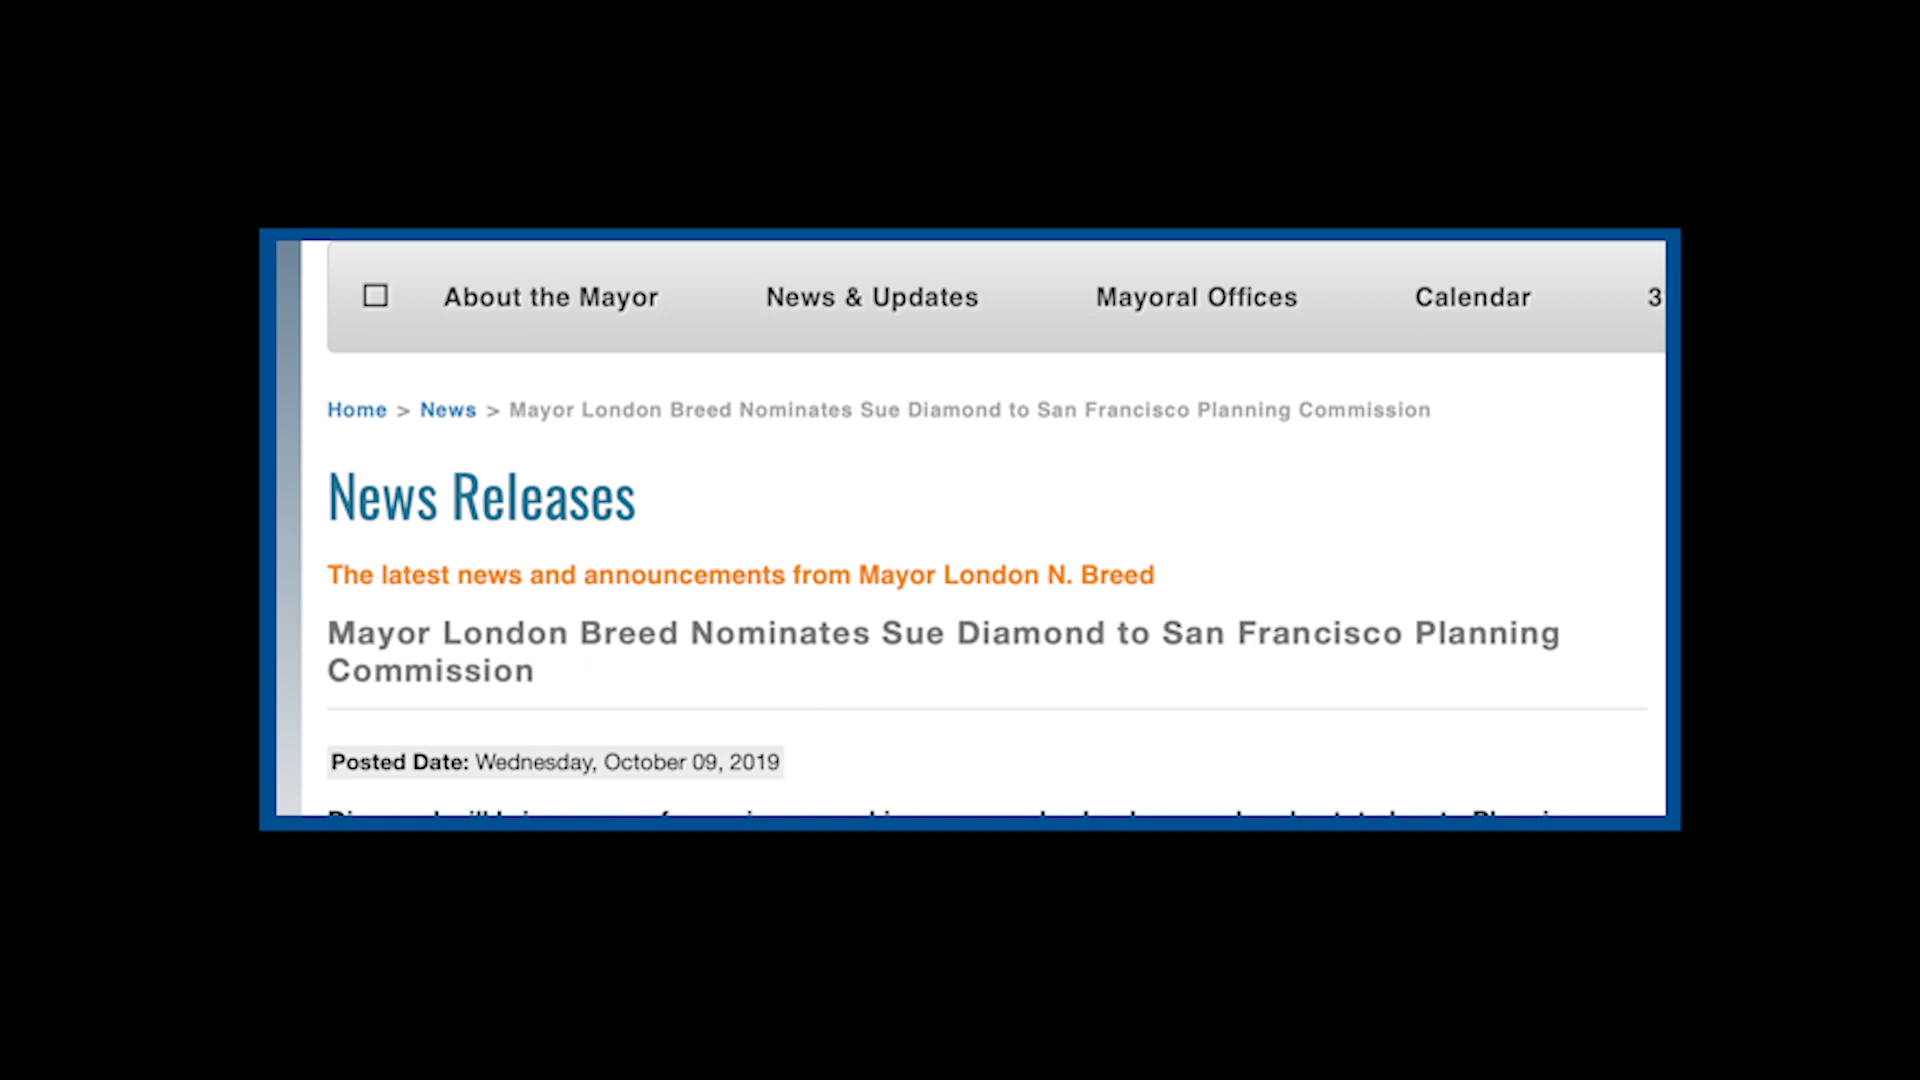 About the Mayor News & Updates Mayoral Offices Calendar 3
Home > News > Mayor London Breed Nominates Sue Diamond to San Francisco Planning Commission
News Releases
The latest news and announcements from Mayor London N. Breed
Mayor London Breed Nominates Sue Diamond to San Francisco Planning
Commission
Posted Date: Wednesday, October 09, 2019